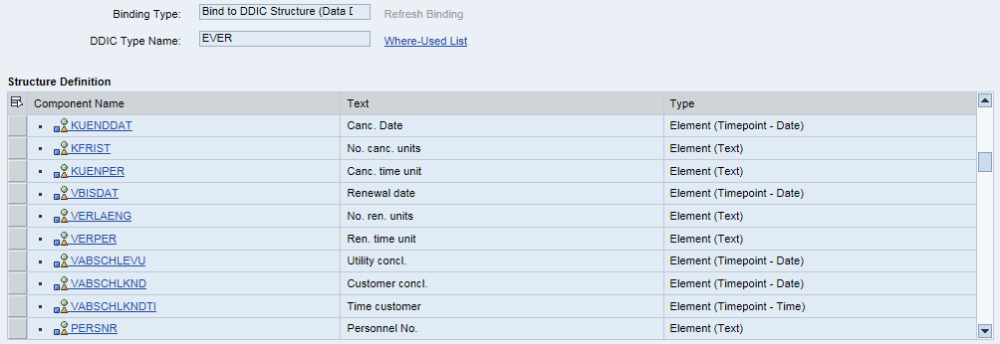 Binding Type: Bind to DDIC Structure (Data D Refresh Binding
DDIC Type Name: EVER Where-Used List
Structure Definition
Component Name Text Type
KUENDDAT Canc. Date Element (Timepoint - Date)
KFRIST No. canc. units Element (Text)
KUENPER Canc. time unit Element (Text)
VBISDAT Renewal date Element (Timepoint - Date)
VERLAENG No. ren. units Element (Text)
VERPER Ren. time unit Element (Text)
VABSCHLEVU Utility concl. Element (Timepoint - Date)
VABSCHLKND Customer concl. Element (Timepoint - Date)
VABSCHLKNDTI Time customer Element (Timepoint - Time)
PERSNR Personnel No. Element (Text)